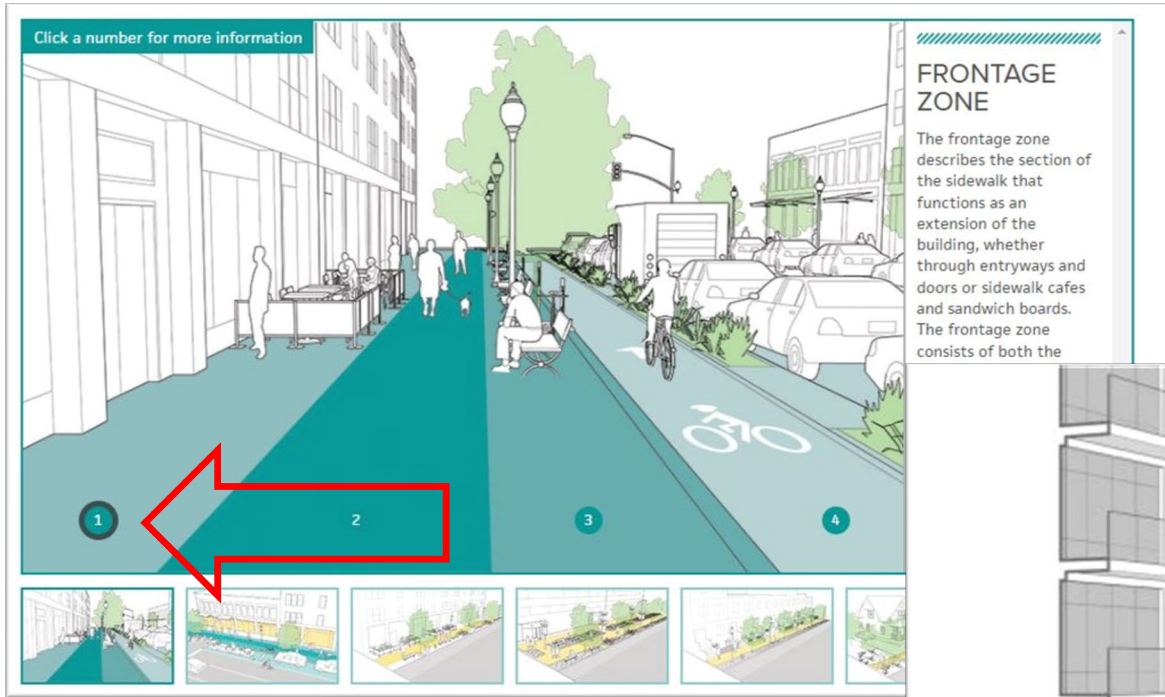 Click a number for more information
FRONTAGE
ZONE
The frontage zone
describes the section of
the sidewalk that
functions as an
extension of the
building, whether
through entryways and
doors or sidewalk cafes
and sandwich boards.
The frontage zone
consists of both the
1
2
3
4